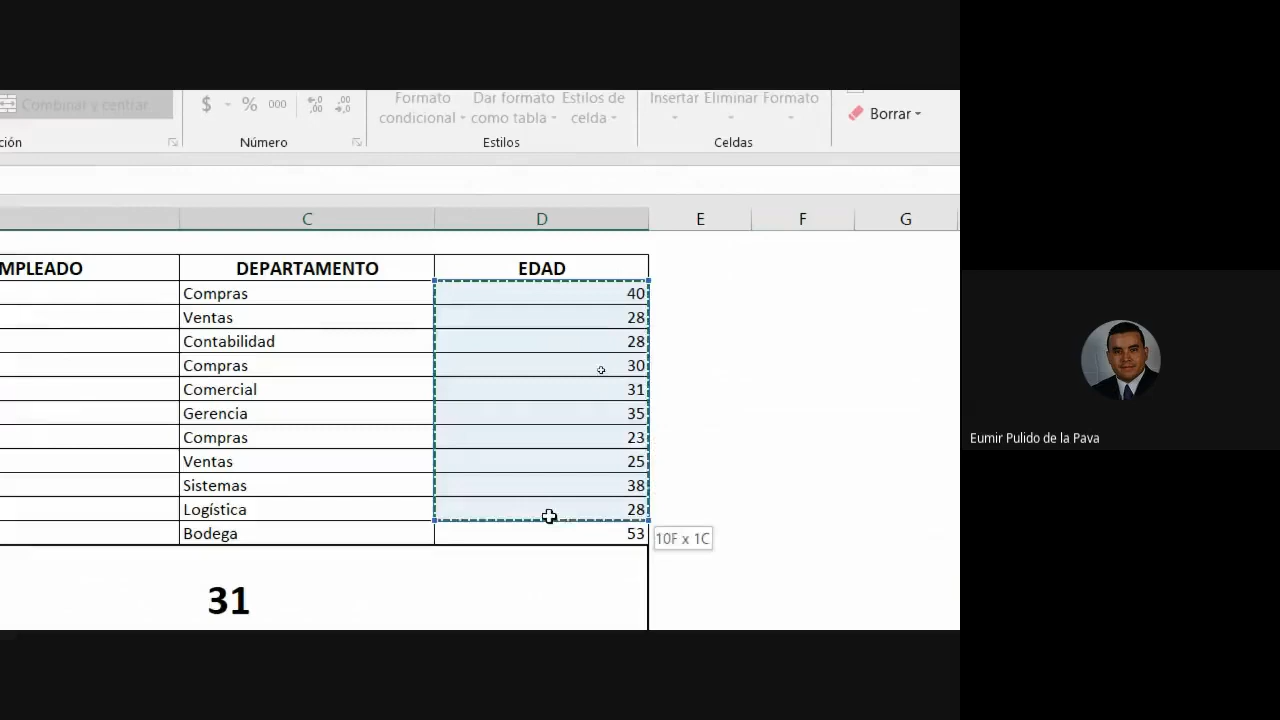 Combinar y centrar
$ % 000
Formato condicional
Dar formato como tabla
Estilos de celda
Insertar Eliminar Formato
Borrar
ción
Número
Estilos
Celdas
C D E F G
MPLEADO DEPARTAMENTO EDAD
Compras 40
Ventas 28
Contabilidad 28
Compras 30
Comercial 31
Gerencia 35
Compras 23
Ventas 25
Sistemas 38
Logística 28
Bodega 53
10F x 1C
31
Eumir Pulido de la Pava